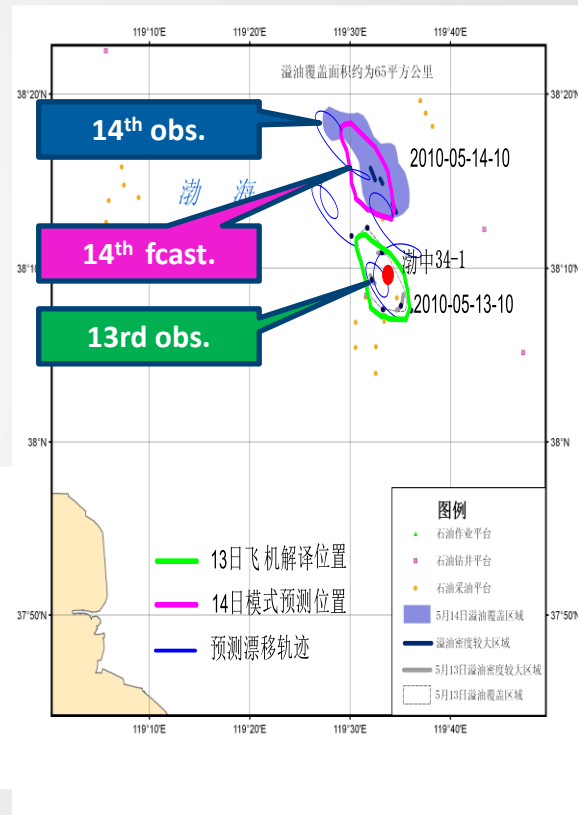 119°10'E 119°20'E 119°30'E 119°40'E
溢油覆盖面积约为65平方公里
38°20'N 38°20'N
14th obs.
2010-05-14-10
渤 海
14th fcast.
38°10'N 38°10'N
渤中34-1
2010-05-13-10
13rd obs.
38°N 38°N
图例
石油作业平台
石油钻井平台
石油采油平台
5月14日溢油覆盖区域
溢油密度较大区域
5月13日溢油密度较大区域
5月13日溢油覆盖区域
13日飞机解译位置
14日模式预测位置
预测漂移轨迹
37°50'N 37°50'N
119°10'E 119°20'E 119°30'E 119°40'E